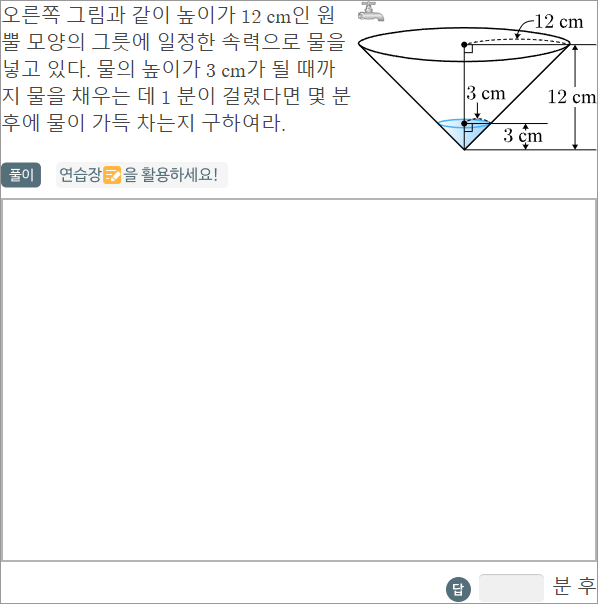 오른쪽 그림과 같이 높이가 12 cm인 원
뿔 모양의 그릇에 일정한 속력으로 물을
넣고 있다. 물의 높이가 3 cm가 될 때까
지 물을 채우는 데 1 분이 걸렸다면 몇 분
후에 물이 가득 차는지 구하여라.
12 cm
3 cm
12 cm
3 cm
풀이 연습장을 활용하세요!
답 분 후